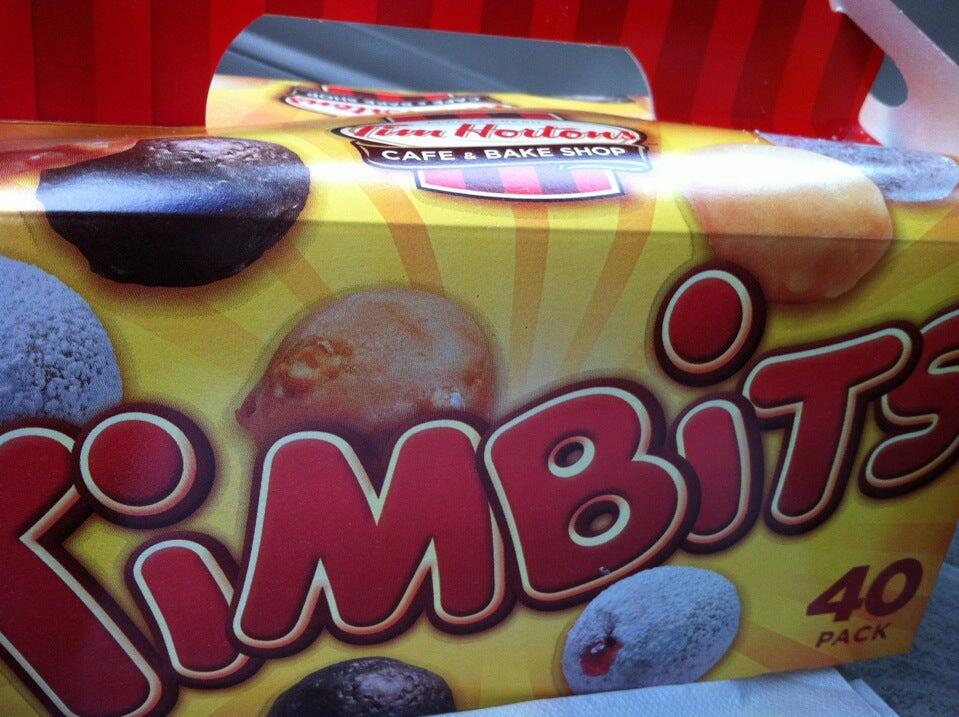 Tim Hortons
CAFE & BAKE SHOP
TiMBiTS
40
PACK